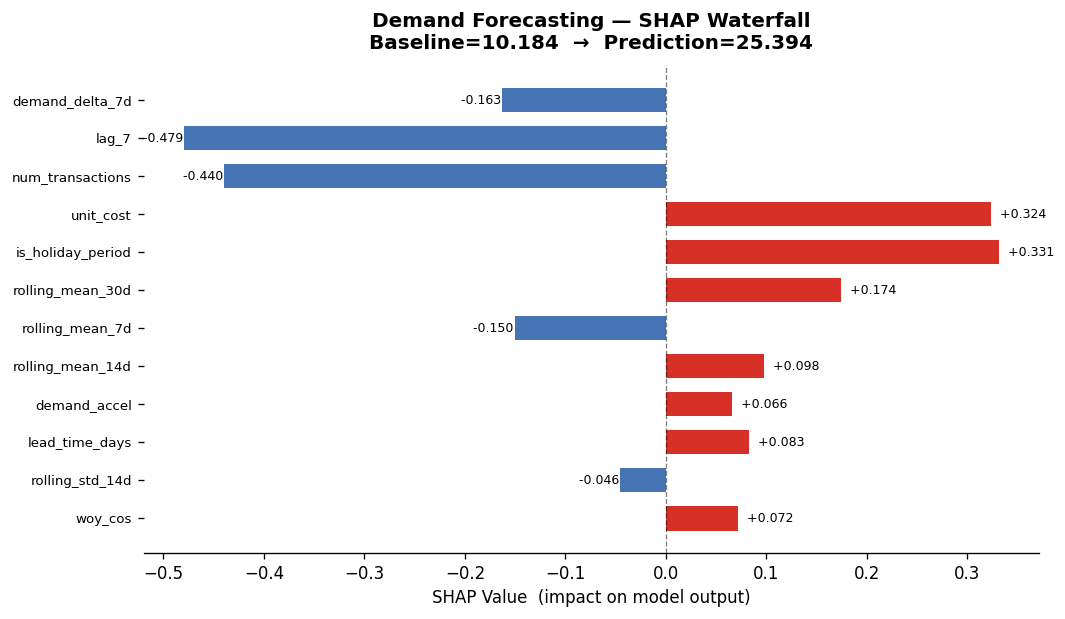 Demand Forecasting — SHAP Waterfall
Baseline=10.184 → Prediction=25.394
demand_delta_7d -0.163
lag_7 -0.479
num_transactions -0.440
unit_cost +0.324
is_holiday_period +0.331
rolling_mean_30d +0.174
rolling_mean_7d -0.150
rolling_mean_14d +0.098
demand_accel +0.066
lead_time_days +0.083
rolling_std_14d -0.046
woy_cos +0.072
−0.5 −0.4 −0.3 −0.2 −0.1 0.0 0.1 0.2 0.3
SHAP Value (impact on model output)